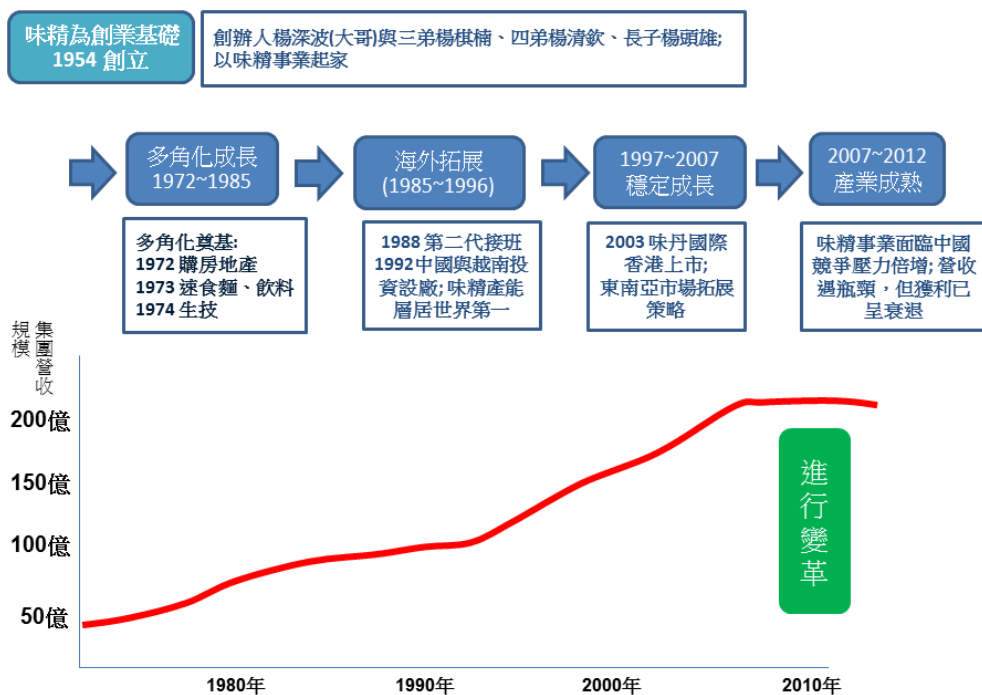 味精為創業基礎
1954 創立
創辦人楊深波(大哥)與三弟楊棋楠、四弟楊清欽、長子楊頭雄;
以味精事業起家
多角化成長
1972~1985
海外拓展
(1985~1996)
1997~2007
穩定成長
2007~2012
產業成熟
多角化奠基:
1972 購房地產
1973 速食麵、飲料
1974 生技
1988 第二代接班
1992中國與越南投
資設廠; 味精產能
層居世界第一
2003 味丹國際
香港上市;
東南亞市場拓展
策略
味精事業面臨中國
競爭壓力倍增; 營收
遇瓶頸，但獲利已
呈衰退
集團營收
規模
200億
150億
100億
50億
進行變革
1980年
1990年
2000年
2010年